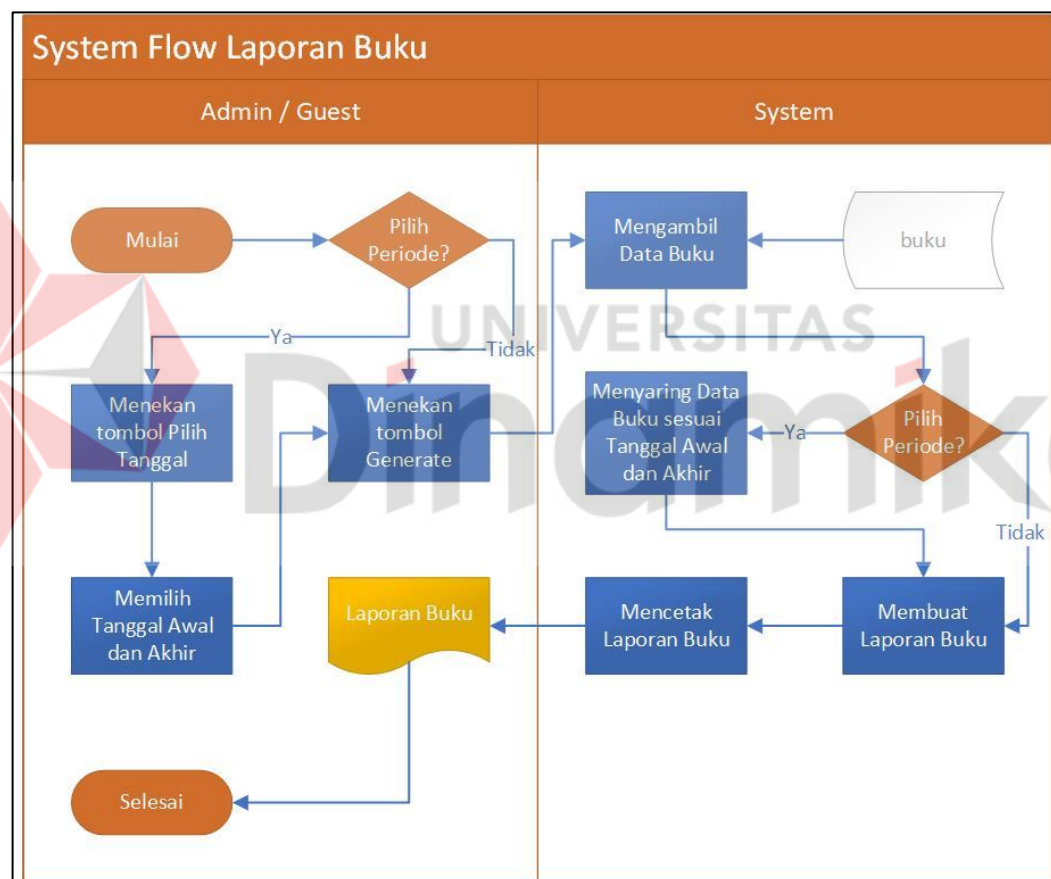 System Flow Laporan Buku
Admin / Guest
System
Mulai
Pilih
Periode?
Mengambil
Data Buku
buku
UNIVERSITAS
Dinamika
Ya
Tidak
Menekan
tombol Pilih
Tanggal
Menekan
tombol
Generate
Menyaring Data
Buku sesuai
Tanggal Awal
dan Akhir
Ya
Pilih
Periode?
Tidak
Memilih
Tanggal Awal
dan Akhir
Laporan Buku
Mencetak
Laporan Buku
Membuat
Laporan Buku
Selesai